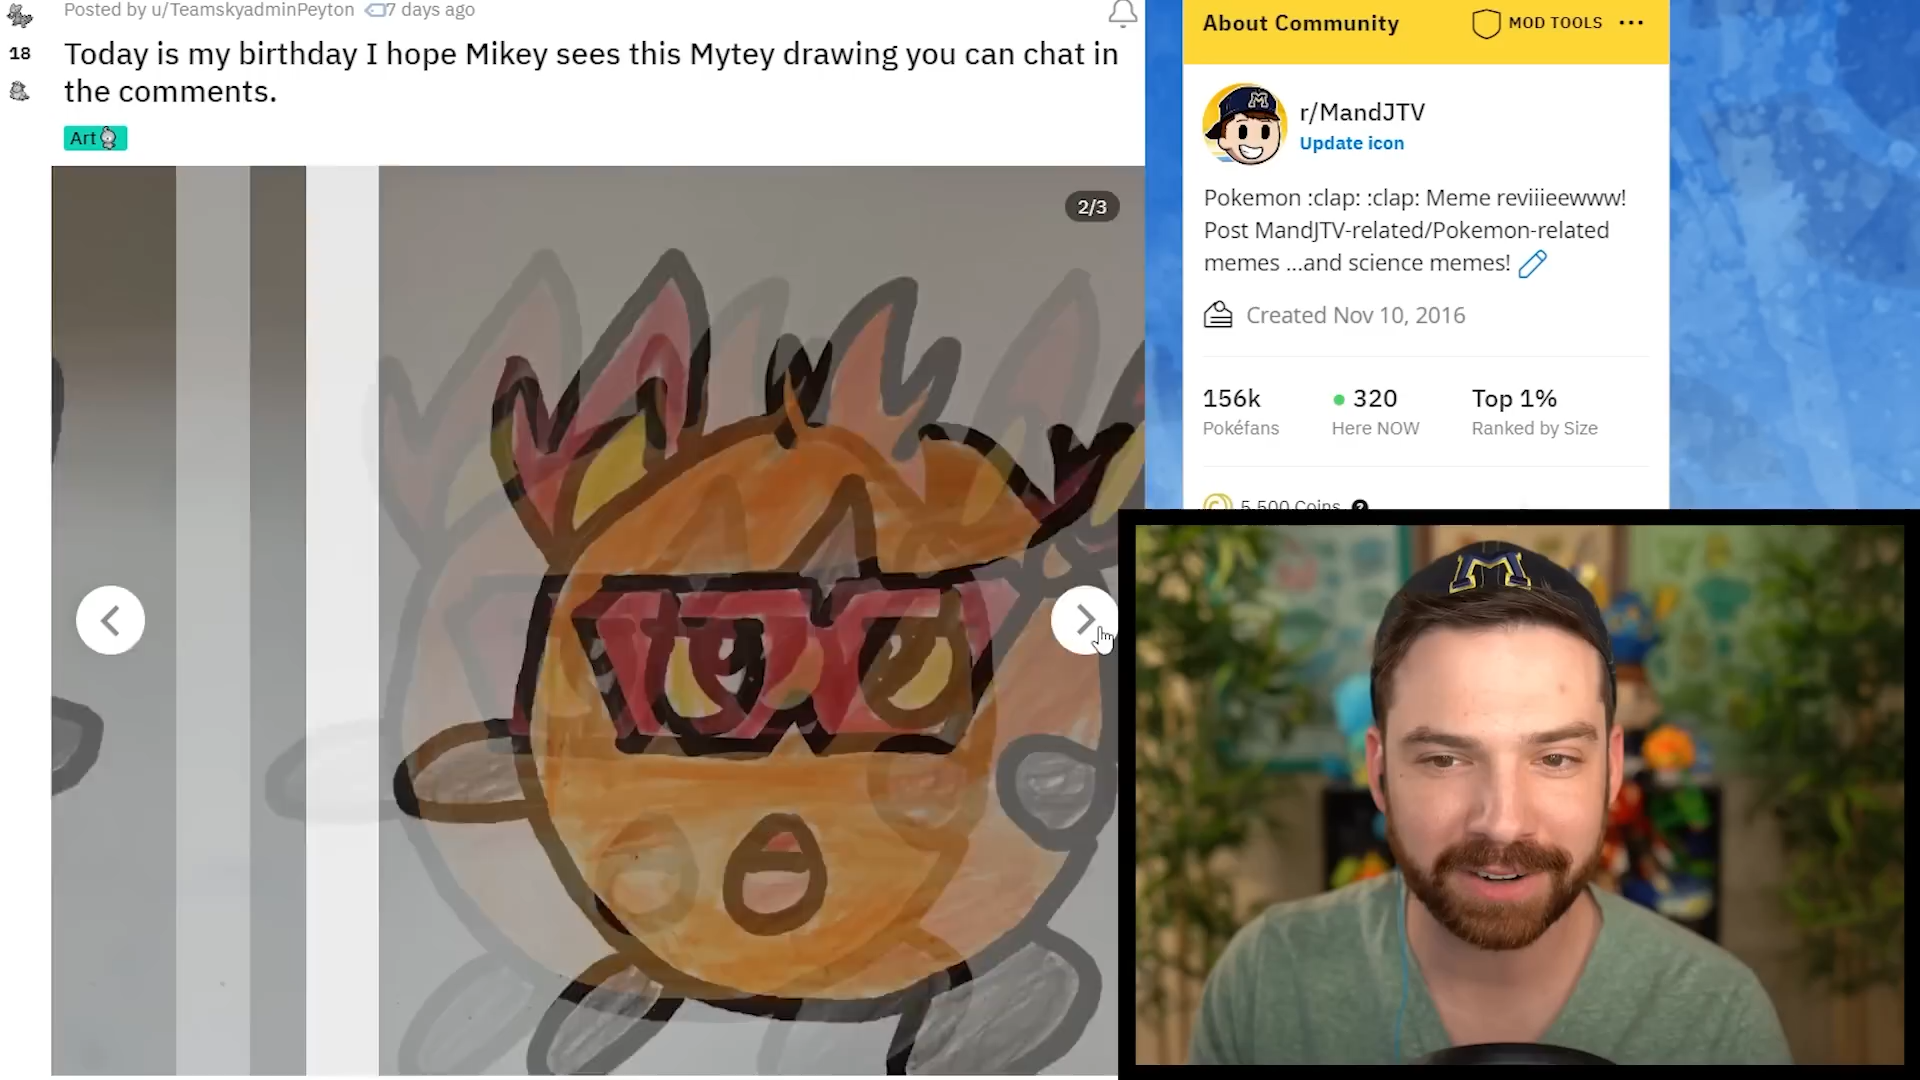 Posted by u/TeamskyadminPeyton 7 days ago
18
Today is my birthday I hope Mikey sees this Mytey drawing you can chat in
the comments.
Art
2/3
About Community
MOD TOOLS
M
r/MandJTV
Update icon
Pokemon :clap: :clap: Meme reviiieewww!
Post MandJTV-related/Pokemon-related
memes ...and science memes!
Created Nov 10, 2016
156k
320
Top 1%
Pokéfans
Here NOW
Ranked by Size
5,500 Coins ?
M